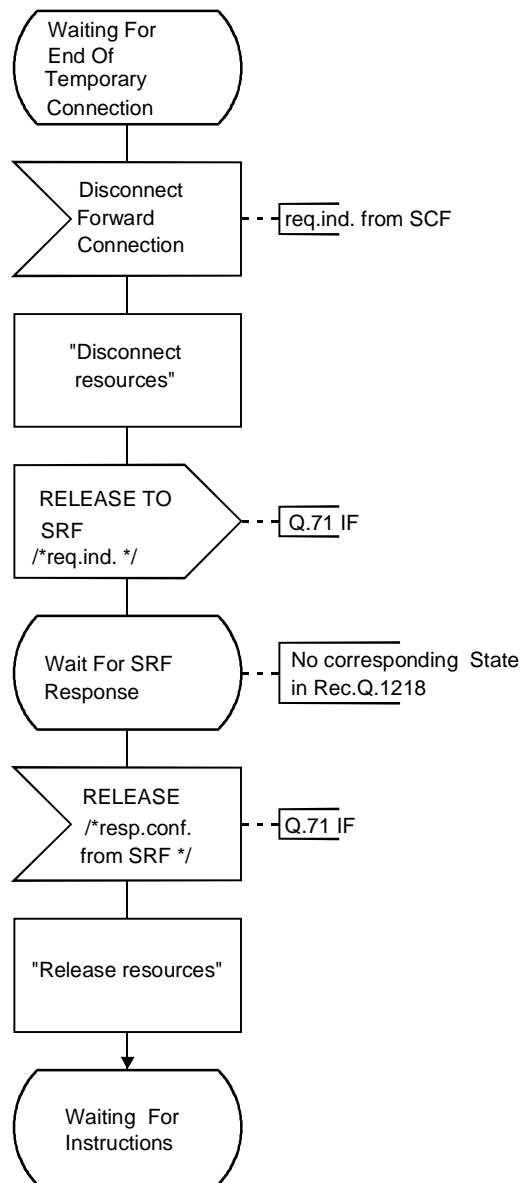 Waiting For
End Of
Temporary
Connection
Disconnect
Forward
Connection
req.ind. from SCF
"Disconnect
resources"
RELEASE TO
SRF
/*req.ind. */
Q.71 IF
Wait For SRF
Response
No corresponding State
in Rec.Q.1218
RELEASE
/*resp.conf.
from SRF */
Q.71 IF
"Release resources"
Waiting For
Instructions